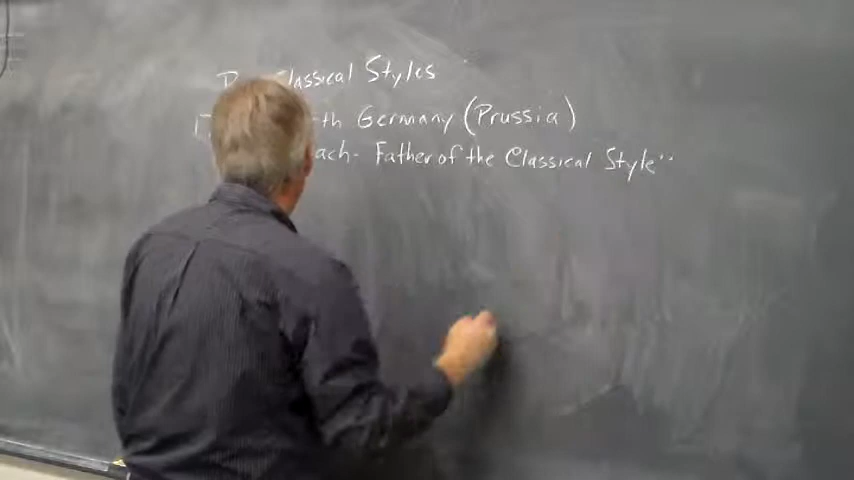 Classical Styles
th Germany (Prussia)
ach - Father of the Classical Style"